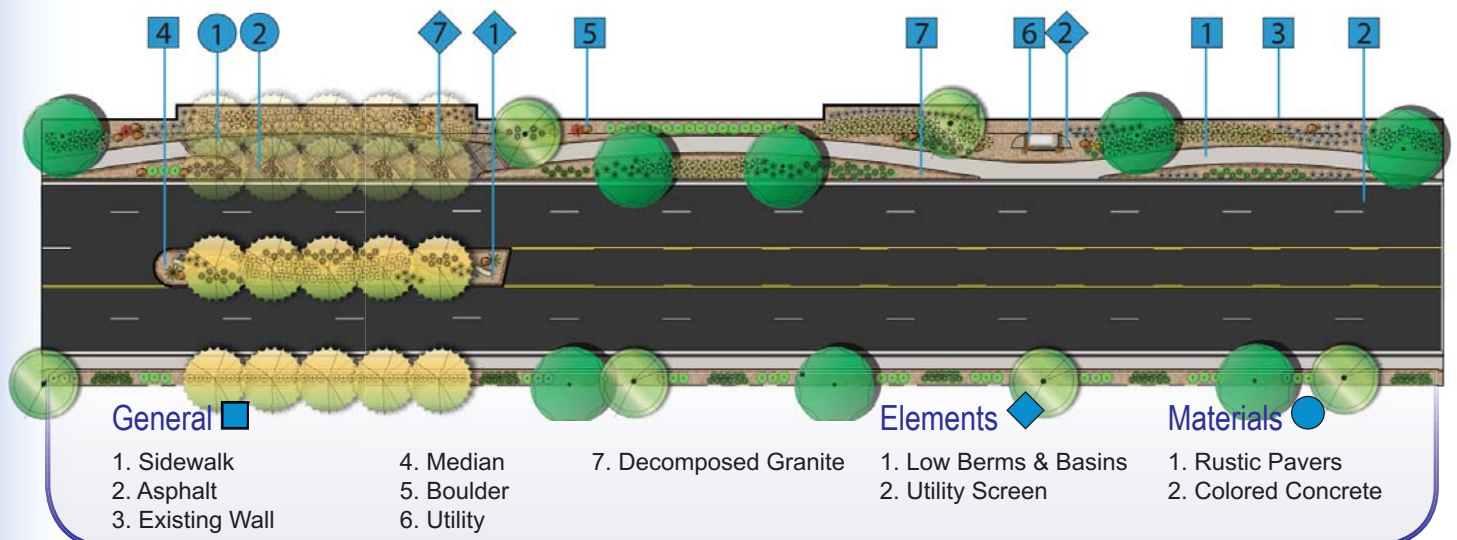 4 1 2 7 1 5 7 6 2 1 3 2
General Elements Materials
1. Sidewalk 4. Median 7. Decomposed Granite 1. Low Berms & Basins 1. Rustic Pavers
2. Asphalt 5. Boulder 2. Utility Screen 2. Colored Concrete
3. Existing Wall 6. Utility